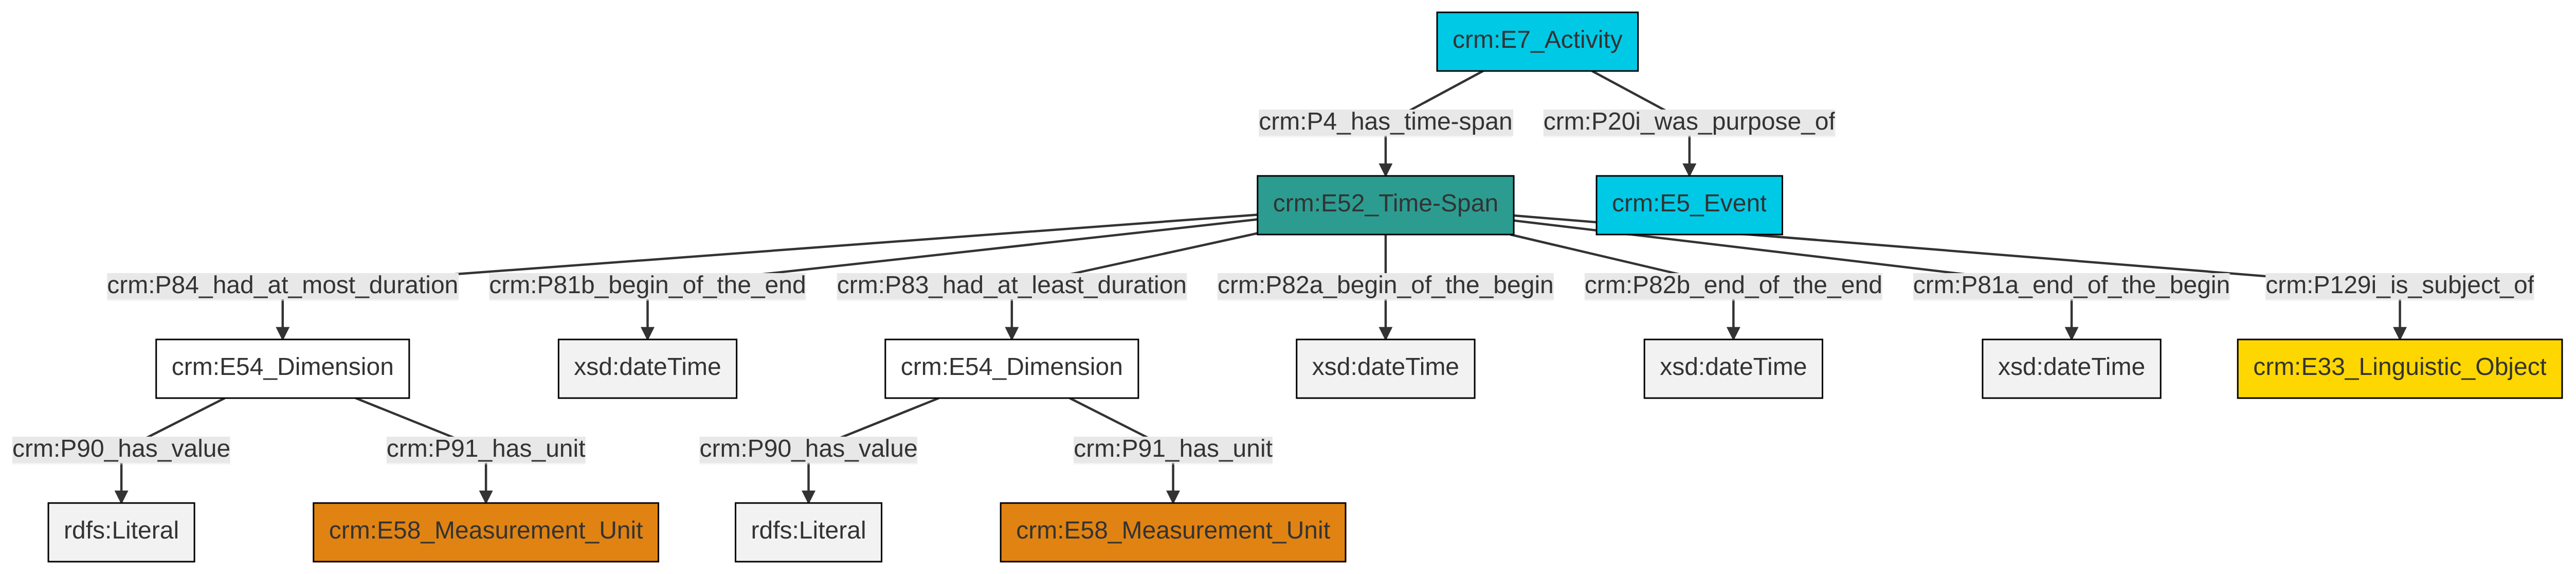 crm:E7_Activity
crm:P4_has_time-span
crm:P20i_was_purpose_of
crm:E52_Time-Span
crm:E5_Event
crm:P84_had_at_most_duration
crm:P81b_begin_of_the_end
crm:P83_had_at_least_duration
crm:P82a_begin_of_the_begin
crm:P82b_end_of_the_end
crm:P81a_end_of_the_begin
crm:P129i_is_subject_of
crm:E54_Dimension
xsd:dateTime
crm:E54_Dimension
xsd:dateTime
xsd:dateTime
xsd:dateTime
crm:E33_Linguistic_Object
crm:P90_has_value
crm:P91_has_unit
crm:P90_has_value
crm:P91_has_unit
rdfs:Literal
crm:E58_Measurement_Unit
rdfs:Literal
crm:E58_Measurement_Unit